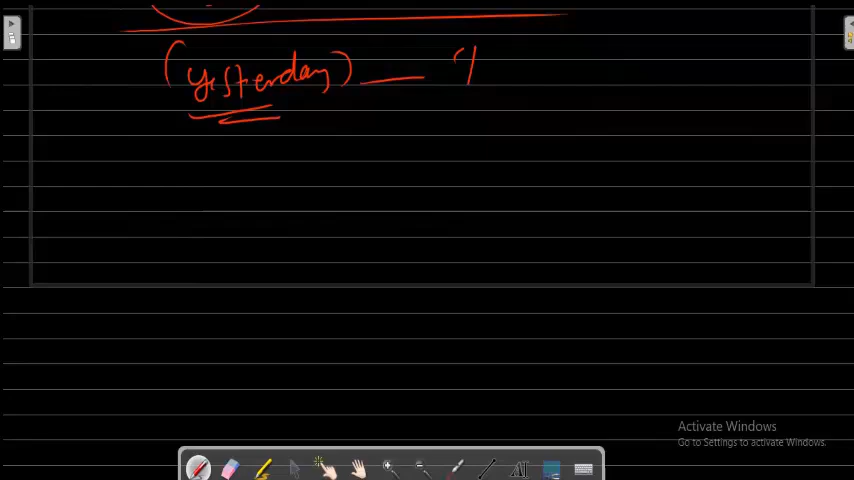 (yesterday) —
Activate Windows
Go to Settings to activate Windows.